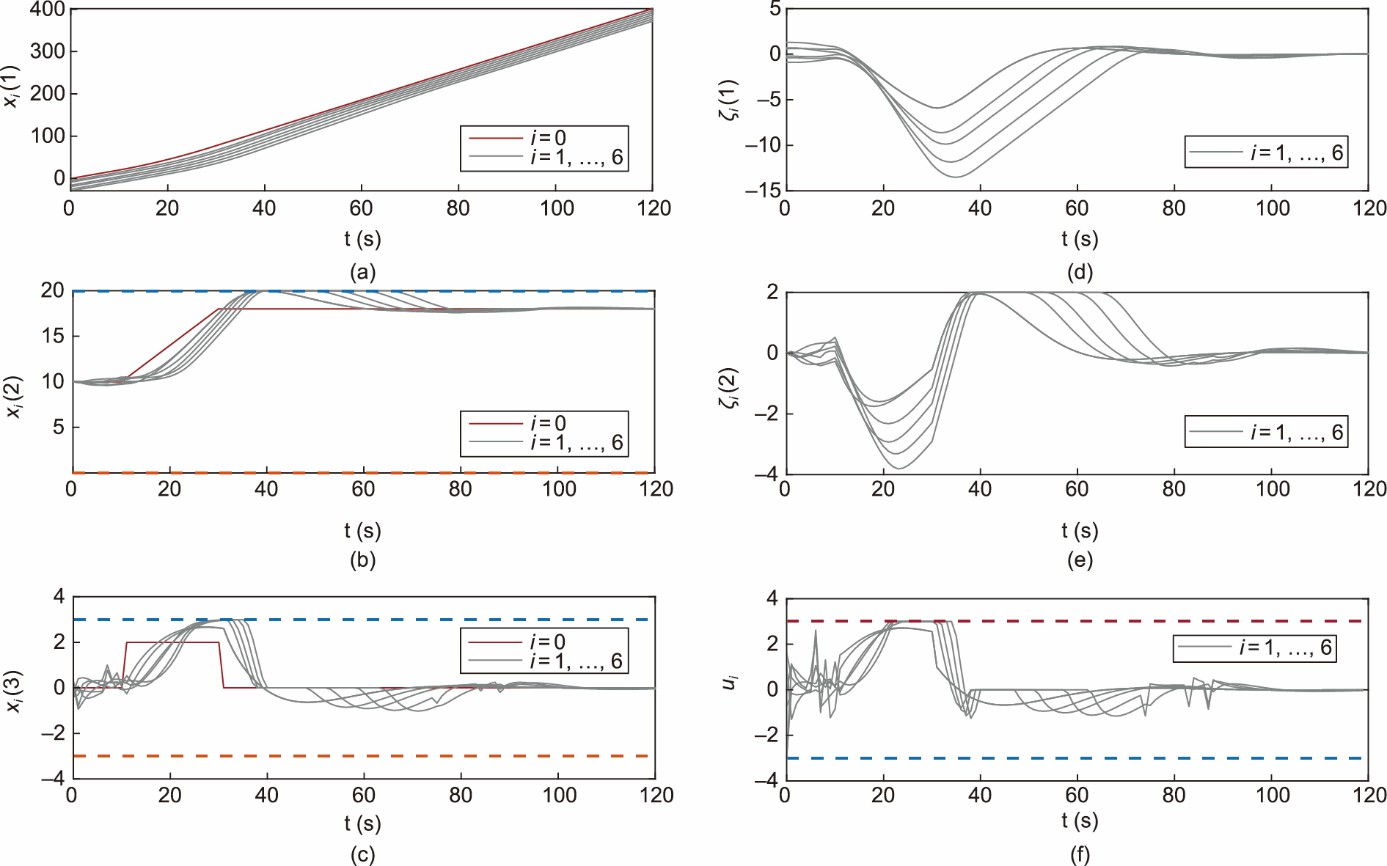 400
300
200
100
0
x_i(1)
i = 0
i = 1, ..., 6
0 20 40 60 80 100 120
t (s)
(a)
5
0
–5
–10
–15
ζ_i(1)
i = 1, ..., 6
0 20 40 60 80 100 120
t (s)
(d)
20
15
10
5
x_i(2)
i = 0
i = 1, ..., 6
0 20 40 60 80 100 120
t (s)
(b)
2
0
–2
–4
ζ_i(2)
i = 1, ..., 6
0 20 40 60 80 100 120
t (s)
(e)
4
2
0
–2
–4
x_i(3)
i = 0
i = 1, ..., 6
0 20 40 60 80 100 120
t (s)
(c)
4
2
0
–2
–4
u_i
i = 1, ..., 6
0 20 40 60 80 100 120
t (s)
(f)